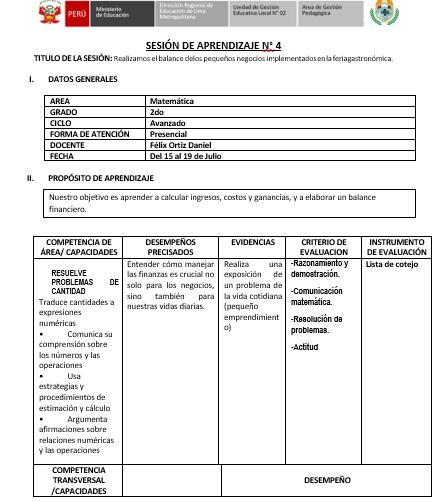 PERÚ
Ministerio
de Educación
Dirección Regional de
Educación de Lima
Metropolitana
Unidad de Gestión
Educativa Local N° 02
Área de Gestión
Pedagógica
SESIÓN DE APRENDIZAJE N° 4
TITULO DE LA SESIÓN: Realizamos el balance delos pequeños negocios implementados en la feria gastronómica.
I. DATOS GENERALES
AREA Matemática
GRADO 2do
CICLO Avanzado
FORMA DE ATENCIÓN Presencial
DOCENTE Félix Ortiz Daniel
FECHA Del 15 al 19 de Julio
II. PROPÓSITO DE APRENDIZAJE
Nuestro objetivo es aprender a calcular ingresos, costos y ganancias, y a elaborar un balance
financiero.
COMPETENCIA DE
ÁREA/ CAPACIDADES
DESEMPEÑOS
PRECISADOS
EVIDENCIAS
CRITERIO DE
EVALUACION
INSTRUMENTO
DE EVALUACIÓN
RESUELVE
PROBLEMAS DE
CANTIDAD
Traduce cantidades a
expresiones
numéricas
• Comunica su
comprensión sobre
los números y las
operaciones
• Usa
estrategias y
procedimientos de
estimación y cálculo
• Argumenta
afirmaciones sobre
relaciones numéricas
y las operaciones
Entender cómo manejar
las finanzas es crucial no
solo para los negocios,
sino también para
nuestras vidas diarias.
Realiza una
exposición de
un problema de
la vida cotidiana
(pequeño
emprendimient
o)
-Razonamiento y
demostración.
-Comunicación
matemática.
-Resolución de
problemas.
-Actitud
Lista de cotejo
COMPETENCIA
TRANSVERSAL
/CAPACIDADES
DESEMPEÑO